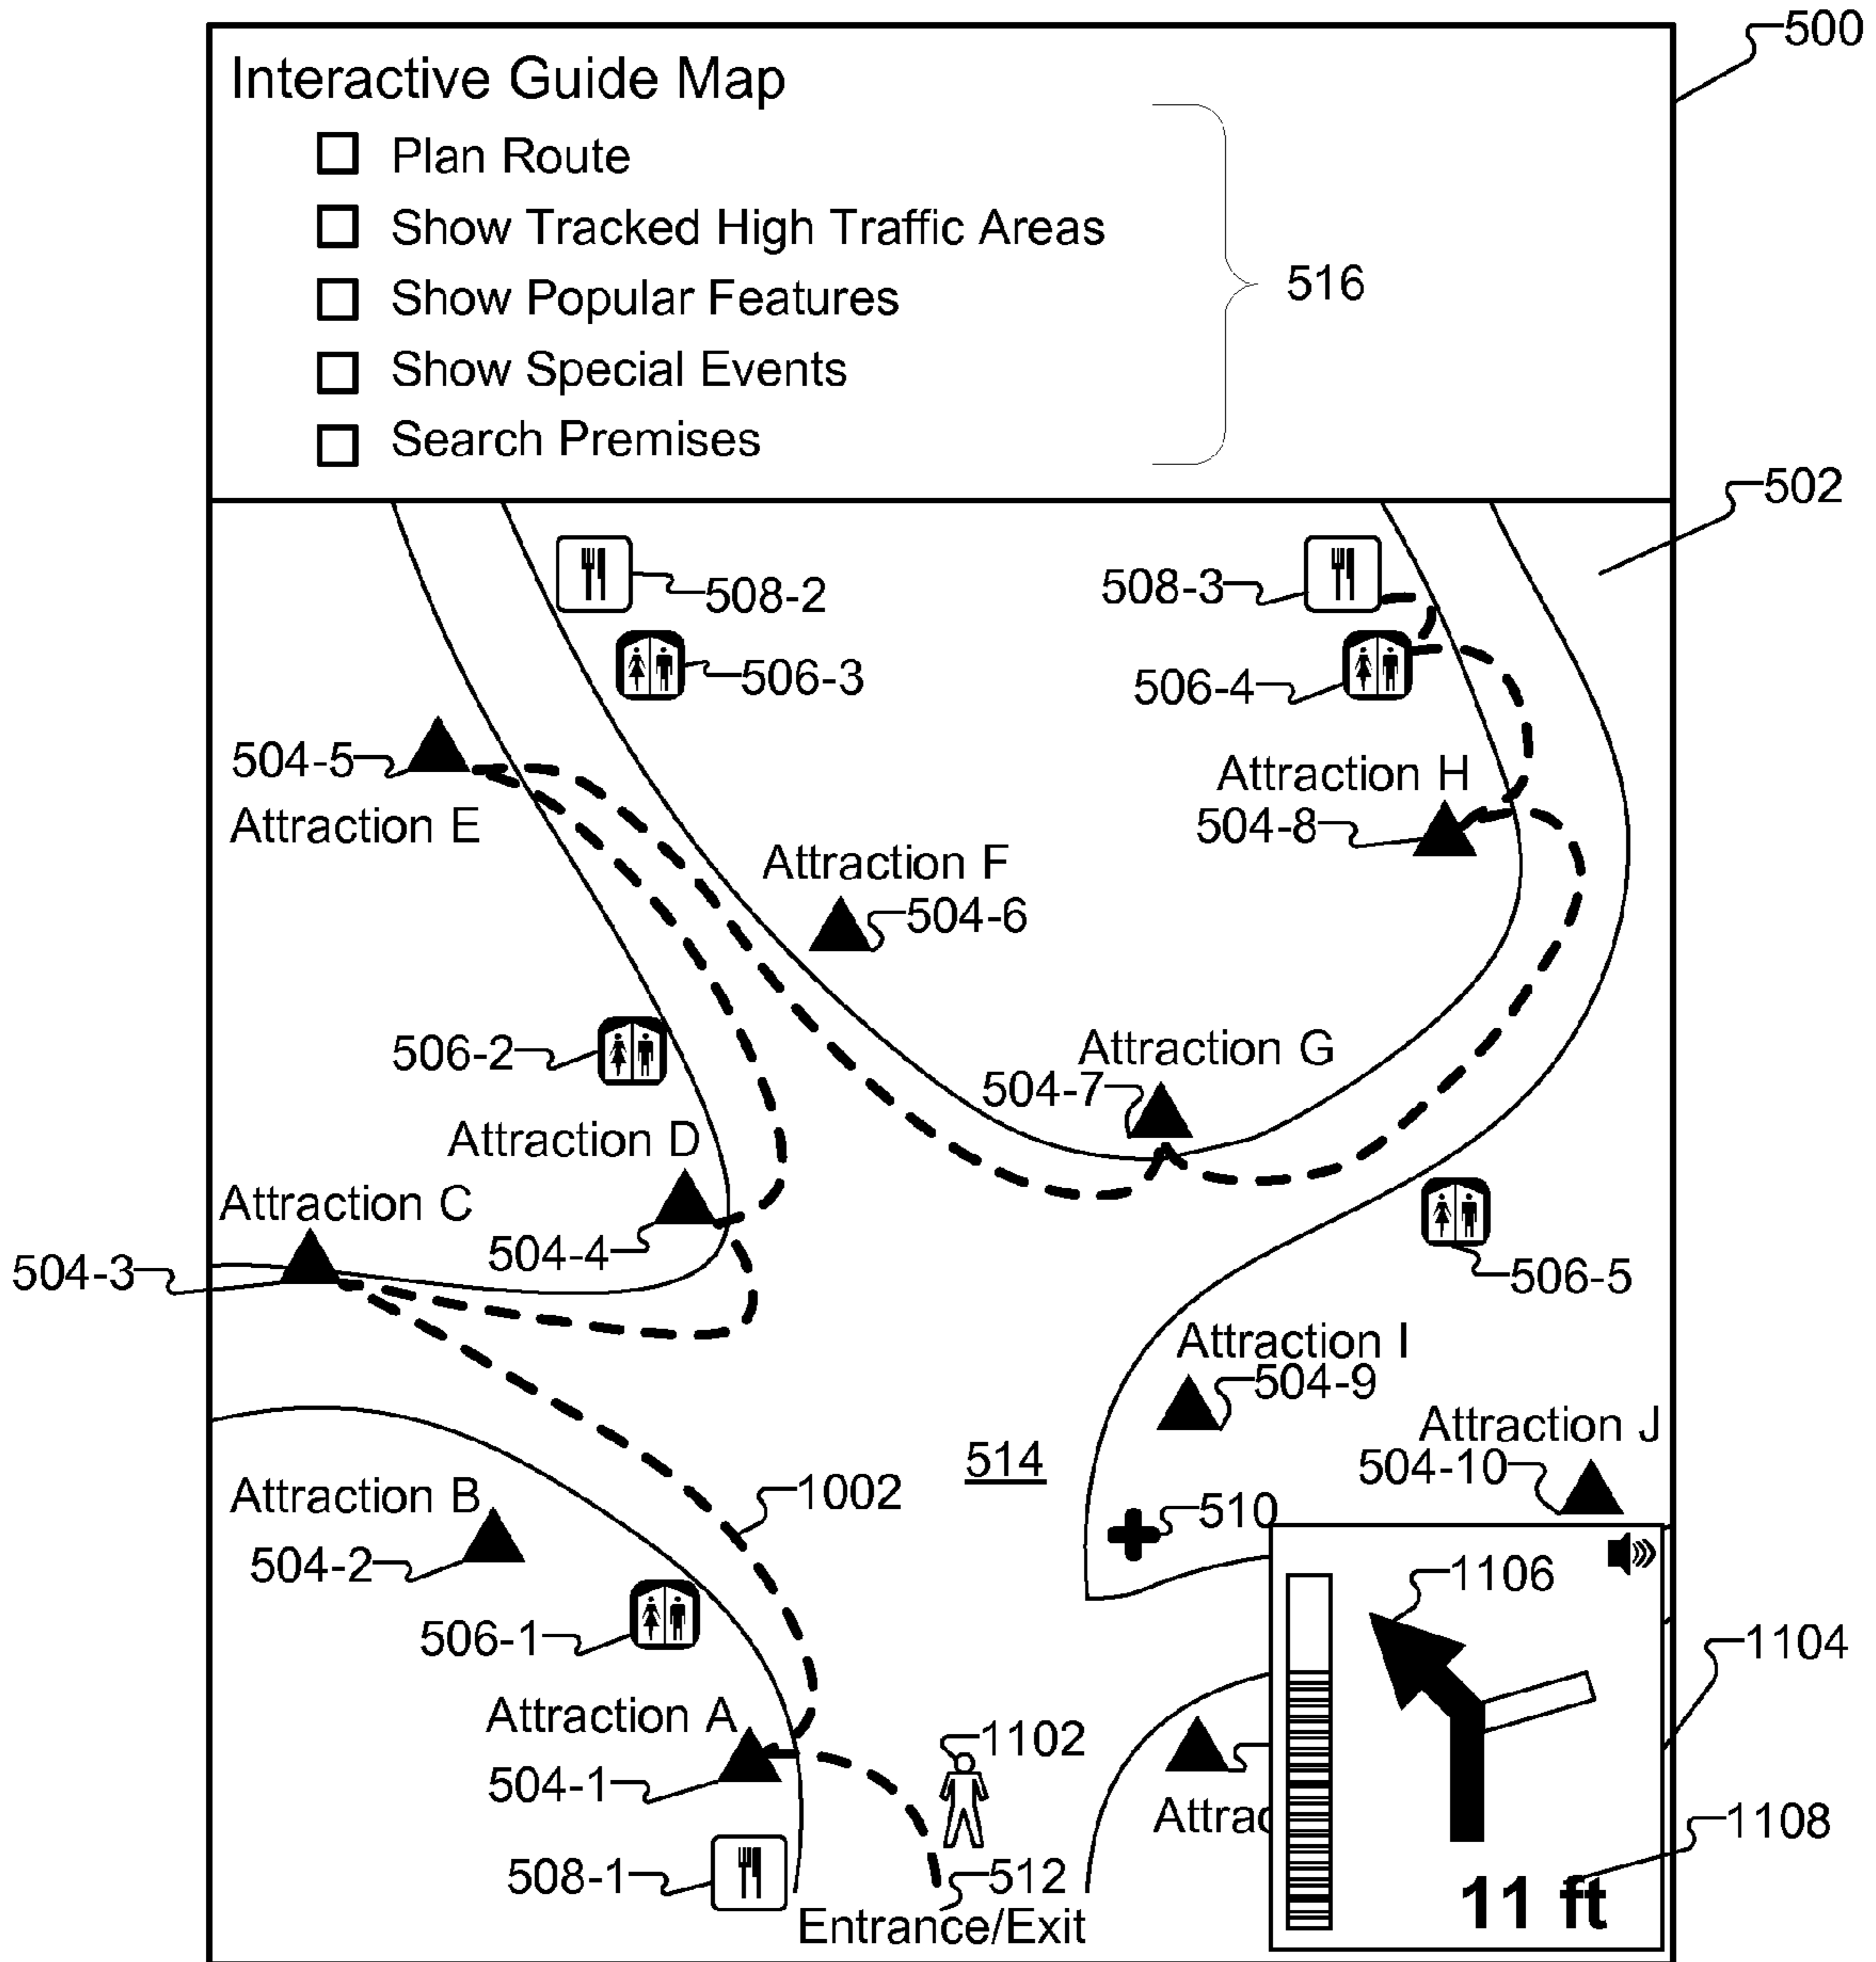 500
Interactive Guide Map
Plan Route
Show Tracked High Traffic Areas
Show Popular Features
516
Show Special Events
Search Premises
502
508-2
508-3
506-3
506-4
504-5
Attraction E
Attraction H
504-8
Attraction F
504-6
506-2
Attraction G
504-7
Attraction D
Attraction C
504-4
504-3
506-5
Attraction I
504-9
Attraction J
504-10
514
Attraction B
1002
510
504-2
1106
506-1
1104
Attraction A
1102
504-1
Attrac
1108
508-1
512
11 ft
Entrance/Exit